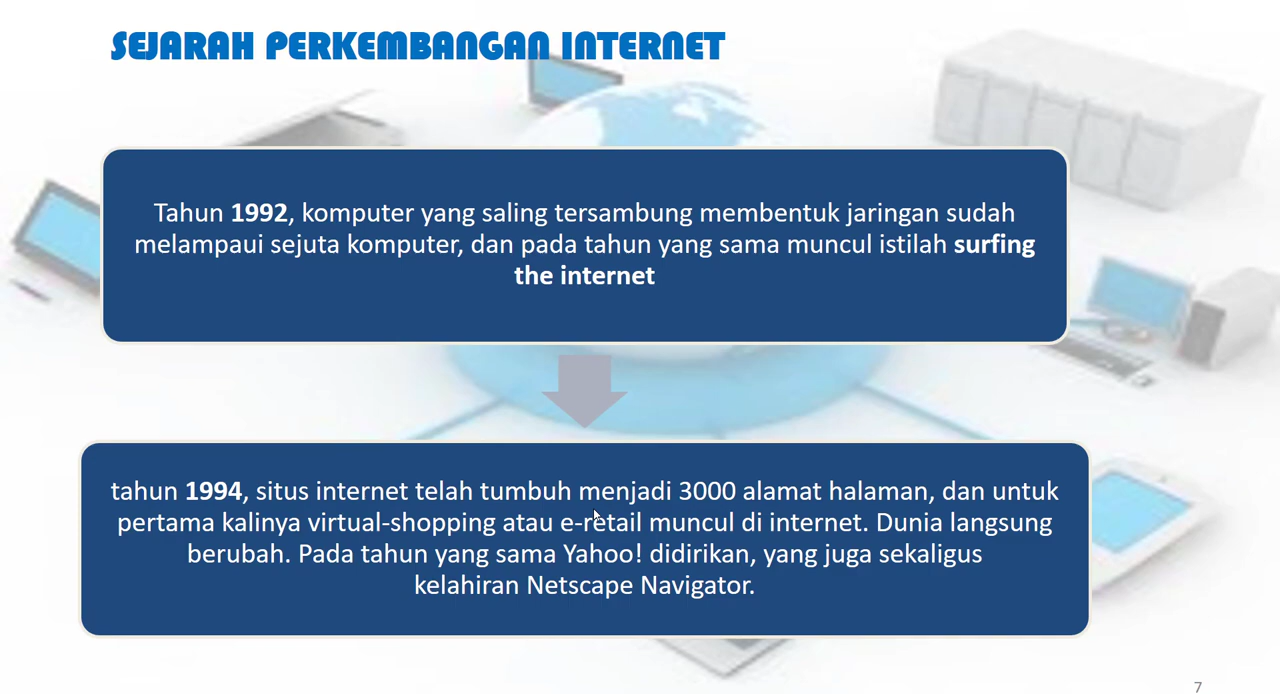 SEJARAH PERKEMBANGAN INTERNET
Tahun 1992, komputer yang saling tersambung membentuk jaringan sudah
melampaui sejuta komputer, dan pada tahun yang sama muncul istilah surfing
the internet
tahun 1994, situs internet telah tumbuh menjadi 3000 alamat halaman, dan untuk
pertama kalinya virtual-shopping atau e-retail muncul di internet. Dunia langsung
berubah. Pada tahun yang sama Yahoo! didirikan, yang juga sekaligus
kelahiran Netscape Navigator.
7